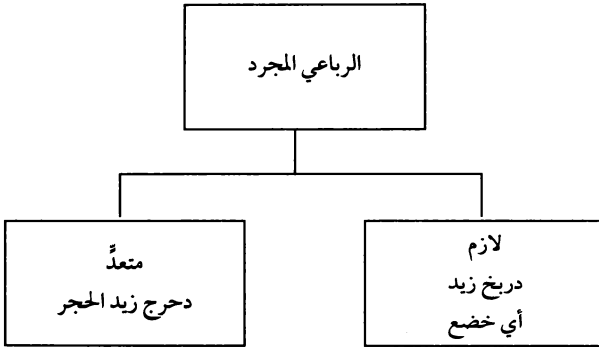 الرباعي المجرد
لازم
دربخ زيد
أي خضع
متعدٍّ
دحرج زيد الحجر